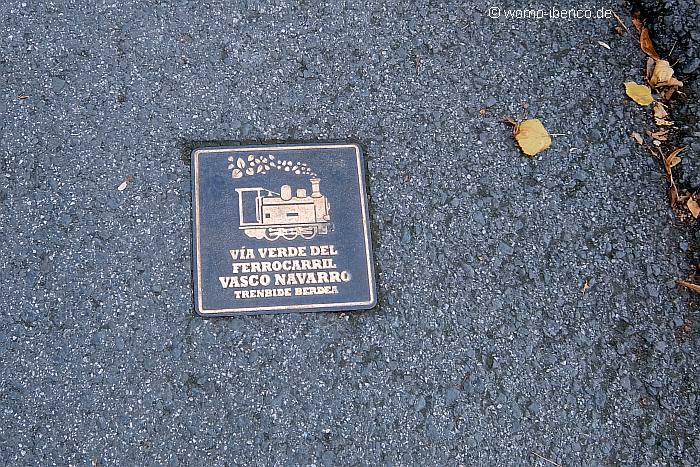 © womo-iberico.de
VÍA VERDE DEL
FERROCARRIL
VASCO NAVARRO
TRENBIDE BERDEA